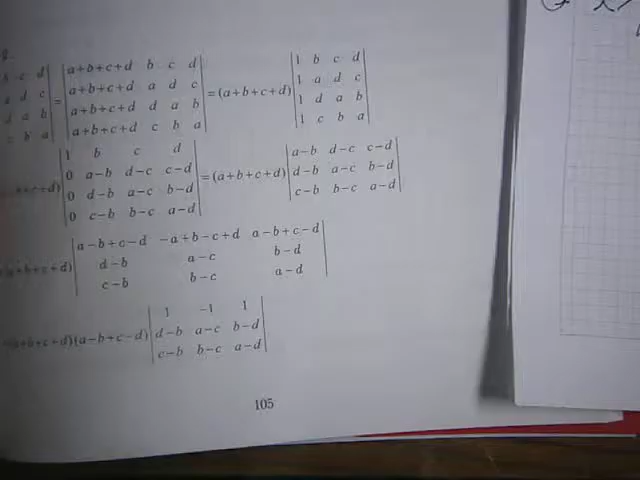 b c d | a+b+c+d b c d | 1 b c d
a d c = a+b+c+d a d c =(a+b+c+d) 1 a d c
d a b a+b+c+d d a b 1 d a b
c b a a+b+c+d c b a 1 c b a
1 b c d
+c+d) 0 a−b d−c c−d =(a+b+c+d) a−b d−c c−d
0 d−b a−c b−d d−b a−c b−d
0 c−b b−c a−d c−b b−c a−d
a−b+c−d −a+b−c+d a−b+c−d
a+b+c+d) d−b a−c b−d
c−b b−c a−d
1 −1 1
(a+b+c+d)(a−b+c−d) d−b a−c b−d
c−b b−c a−d
105